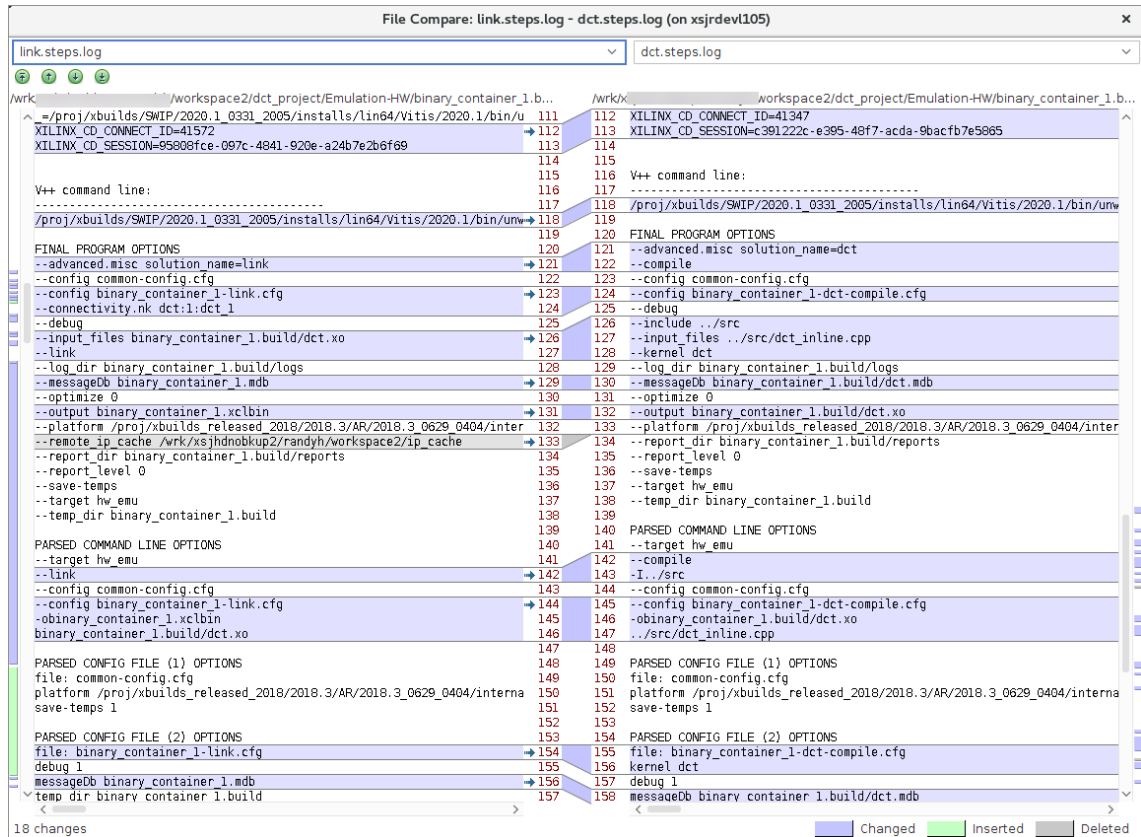 File Compare: link.steps.log - dct.steps.log (on xsjrdevl105)
link.steps.log
dct.steps.log
/wrk /workspace2/dct_project/Emulation-HW/binary_container_1.b...
_=/proj/xbuilds/SWIP/2020.1_0331_2005/installs/lin64/Vitis/2020.1/bin/u 111
XILINX_CD_CONNECT_ID=41572 112
XILINX_CD_SESSION=95808fce-097c-4841-920e-a24b7e2b6f69 113
114
115
V++ command line: 116
---------------------------------------- 117
/proj/xbuilds/SWIP/2020.1_0331_2005/installs/lin64/Vitis/2020.1/bin/unw 118
119
FINAL PROGRAM OPTIONS 120
--advanced.misc solution_name=link 121
--config common-config.cfg 122
--config binary_container_1-link.cfg 123
--connectivity.nk dct:1:dct_1 124
--debug 125
--input_files binary_container_1.build/dct.xo 126
--link 127
--log_dir binary_container_1.build/logs 128
--messageDb binary_container_1.mdb 129
--optimize 0 130
--output binary_container_1.xclbin 131
--platform /proj/xbuilds_released_2018/2018.3/AR/2018.3_0629_0404/inter 132
--remote_ip_cache /wrk/xsjhdnobkup2/randyh/workspace2/ip_cache 133
--report_dir binary_container_1.build/reports 134
--report_level 0 135
--save-temps 136
--target hw_emu 137
--temp_dir binary_container_1.build 138
139
PARSED COMMAND LINE OPTIONS 140
--target hw_emu 141
--link 142
--config common-config.cfg 143
--config binary_container_1-link.cfg 144
-obinary_container_1.xclbin 145
binary_container_1.build/dct.xo 146
147
PARSED CONFIG FILE (1) OPTIONS 148
file: common-config.cfg 149
platform /proj/xbuilds_released_2018/2018.3/AR/2018.3_0629_0404/interna 150
save-temps 1 151
152
PARSED CONFIG FILE (2) OPTIONS 153
file: binary_container_1-link.cfg 154
debug 1 155
messageDb binary_container_1.mdb 156
temp dir binary container 1.build 157
/wrk/x workspace2/dct_project/Emulation-HW/binary_container_1.b...
112 XILINX_CD_CONNECT_ID=41347
113 XILINX_CD_SESSION=c391222c-e395-48f7-acda-9bacfb7e5865
114
115
116 V++ command line:
117 ----------------------------------------
118 /proj/xbuilds/SWIP/2020.1_0331_2005/installs/lin64/Vitis/2020.1/bin/unw
119
120 FINAL PROGRAM OPTIONS
121 --advanced.misc solution_name=dct
122 --compile
123 --config common-config.cfg
124 --config binary_container_1-dct-compile.cfg
125 --debug
126 --include ../src
127 --input_files ../src/dct_inline.cpp
128 --kernel dct
129 --log_dir binary_container_1.build/logs
130 --messageDb binary_container_1.build/dct.mdb
131 --optimize 0
132 --output binary_container_1.build/dct.xo
133 --platform /proj/xbuilds_released_2018/2018.3/AR/2018.3_0629_0404/inter
134 --report_dir binary_container_1.build/reports
135 --report_level 0
136 --save-temps
137 --target hw_emu
138 --temp_dir binary_container_1.build
139
140 PARSED COMMAND LINE OPTIONS
141 --target hw_emu
142 --compile
143 -I../src
144 --config common-config.cfg
145 --config binary_container_1-dct-compile.cfg
146 -obinary_container_1.build/dct.xo
147 ../src/dct_inline.cpp
148
149 PARSED CONFIG FILE (1) OPTIONS
150 file: common-config.cfg
151 platform /proj/xbuilds_released_2018/2018.3/AR/2018.3_0629_0404/interna
152 save-temps 1
153
154 PARSED CONFIG FILE (2) OPTIONS
155 file: binary_container_1-dct-compile.cfg
156 kernel dct
157 debug 1
158 messageDb binary container 1.build/dct.mdb
18 changes
Changed
Inserted
Deleted